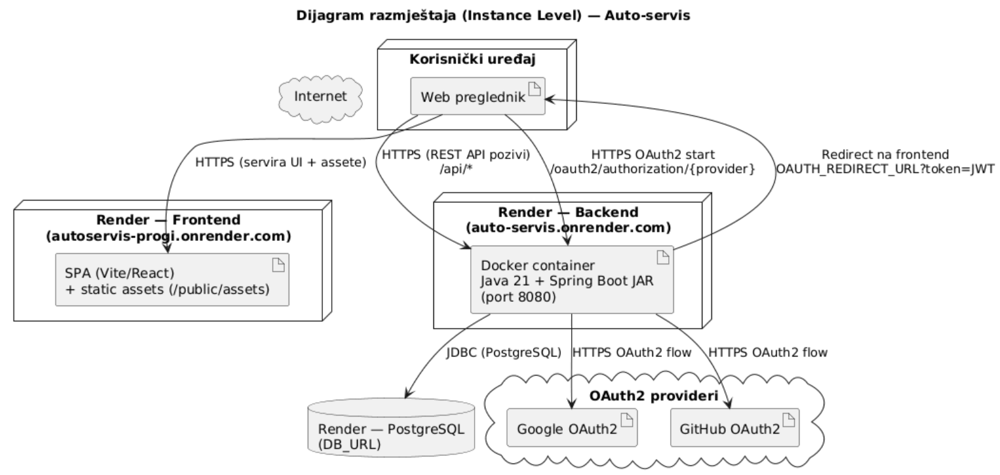 Dijagram razmještaja (Instance Level) — Auto-servis
Korisnički uređaj
Internet
Web preglednik
HTTPS (servira UI + assete)
HTTPS (REST API pozivi)
/api/*
HTTPS OAuth2 start
/oauth2/authorization/{provider}
Redirect na frontend
OAUTH_REDIRECT_URL?token=JWT
Render — Frontend
(autoservis-progi.onrender.com)
SPA (Vite/React)
+ static assets (/public/assets)
Render — Backend
(auto-servis.onrender.com)
Docker container
Java 21 + Spring Boot JAR
(port 8080)
JDBC (PostgreSQL)
HTTPS OAuth2 flow
HTTPS OAuth2 flow
Render — PostgreSQL
(DB_URL)
OAuth2 provideri
Google OAuth2
GitHub OAuth2